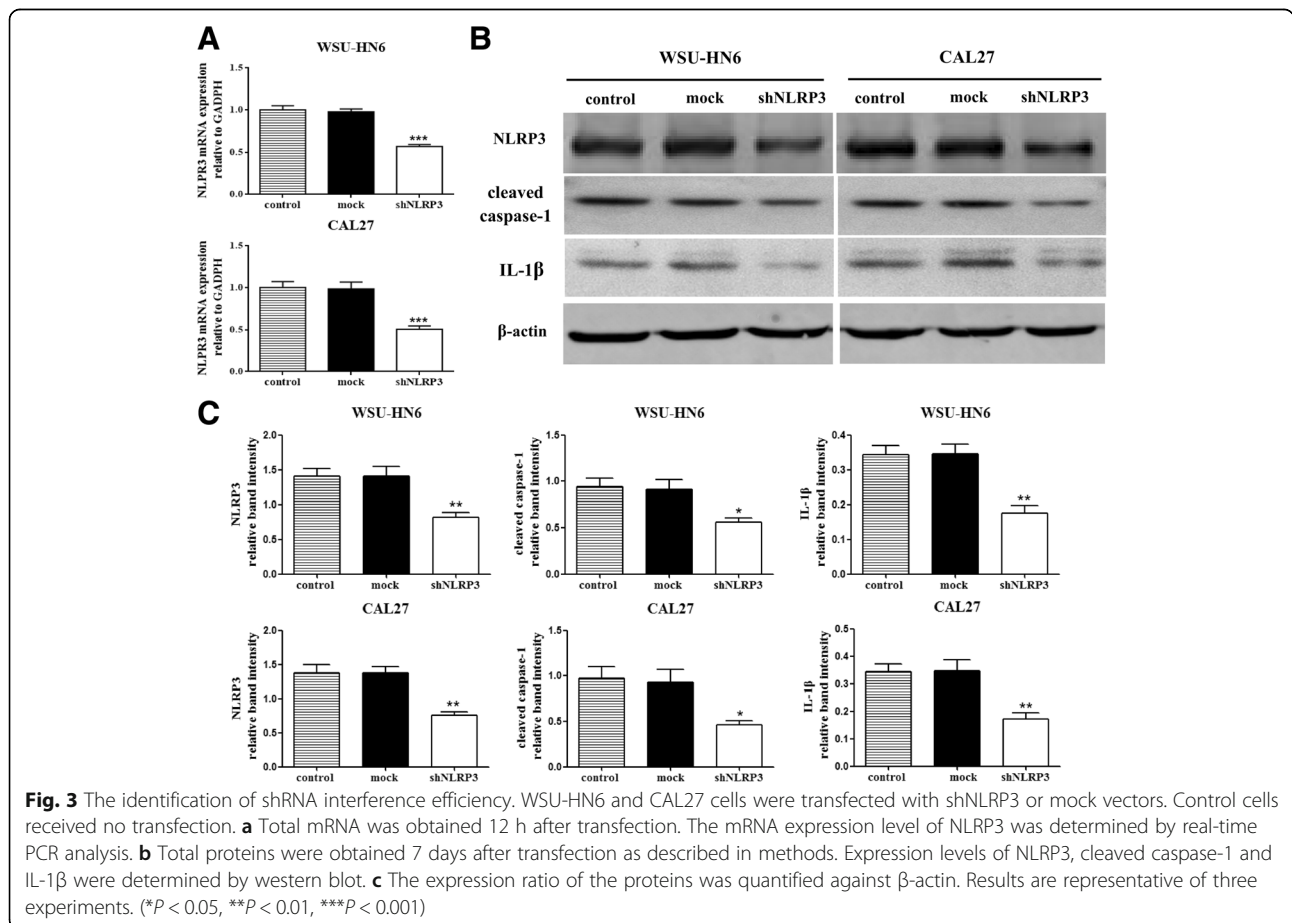 A
WSU-HN6
NLPR3 mRNA expression
relative to GADPH
1.5
1.0
0.5
0.0
***
control mock shNLRP3
CAL27
NLPR3 mRNA expression
relative to GADPH
1.5
1.0
0.5
0.0
***
control mock shNLRP3
B
WSU-HN6 CAL27
control mock shNLRP3 control mock shNLRP3
NLRP3
cleaved
caspase-1
IL-1β
β-actin
C
WSU-HN6
NLRP3
relative band intensity
2.0
1.5
1.0
0.5
0.0
**
control mock shNLRP3
WSU-HN6
cleaved caspase-1
relative band intensity
1.5
1.0
0.5
0.0
*
control mock shNLRP3
WSU-HN6
IL-1β
relative band intensity
0.4
0.3
0.2
0.1
0.0
**
control mock shNLRP3
CAL27
NLRP3
relative band intensity
2.0
1.5
1.0
0.5
0.0
**
control mock shNLRP3
CAL27
cleaved caspase-1
relative band intensity
1.5
1.0
0.5
0.0
*
control mock shNLRP3
CAL27
IL-1β
relative band intensity
0.5
0.4
0.3
0.2
0.1
0.0
**
control mock shNLRP3
Fig. 3 The identification of shRNA interference efficiency. WSU-HN6 and CAL27 cells were transfected with shNLRP3 or mock vectors. Control cells
received no transfection. a Total mRNA was obtained 12 h after transfection. The mRNA expression level of NLRP3 was determined by real-time
PCR analysis. b Total proteins were obtained 7 days after transfection as described in methods. Expression levels of NLRP3, cleaved caspase-1 and
IL-1β were determined by western blot. c The expression ratio of the proteins was quantified against β-actin. Results are representative of three
experiments. (*P < 0.05, **P < 0.01, ***P < 0.001)